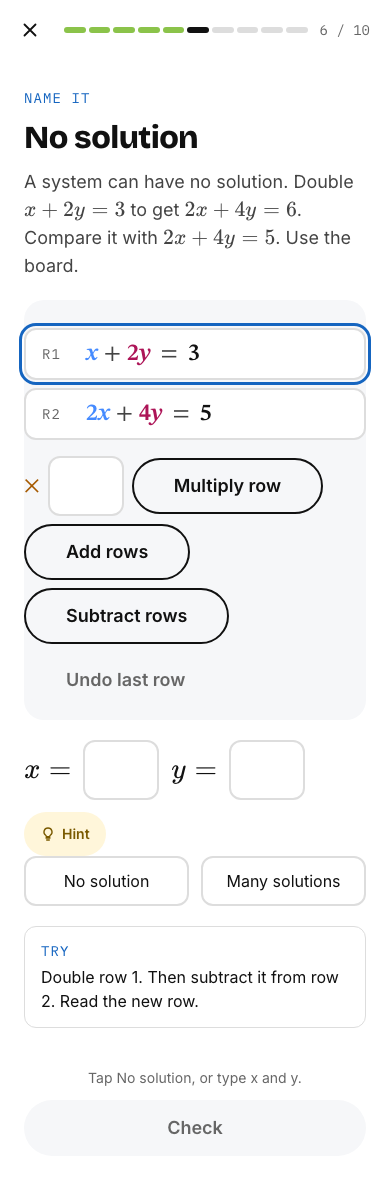 6 / 10
NAME IT
No solution
A system can have no solution. Double
x + 2y = 3 to get 2x + 4y = 6.
Compare it with 2x + 4y = 5. Use the
board.
R1 x + 2y = 3
R2 2x + 4y = 5
× Multiply row
Add rows
Subtract rows
Undo last row
x = y =
Hint
No solution Many solutions
TRY
Double row 1. Then subtract it from row
2. Read the new row.
Tap No solution, or type x and y.
Check